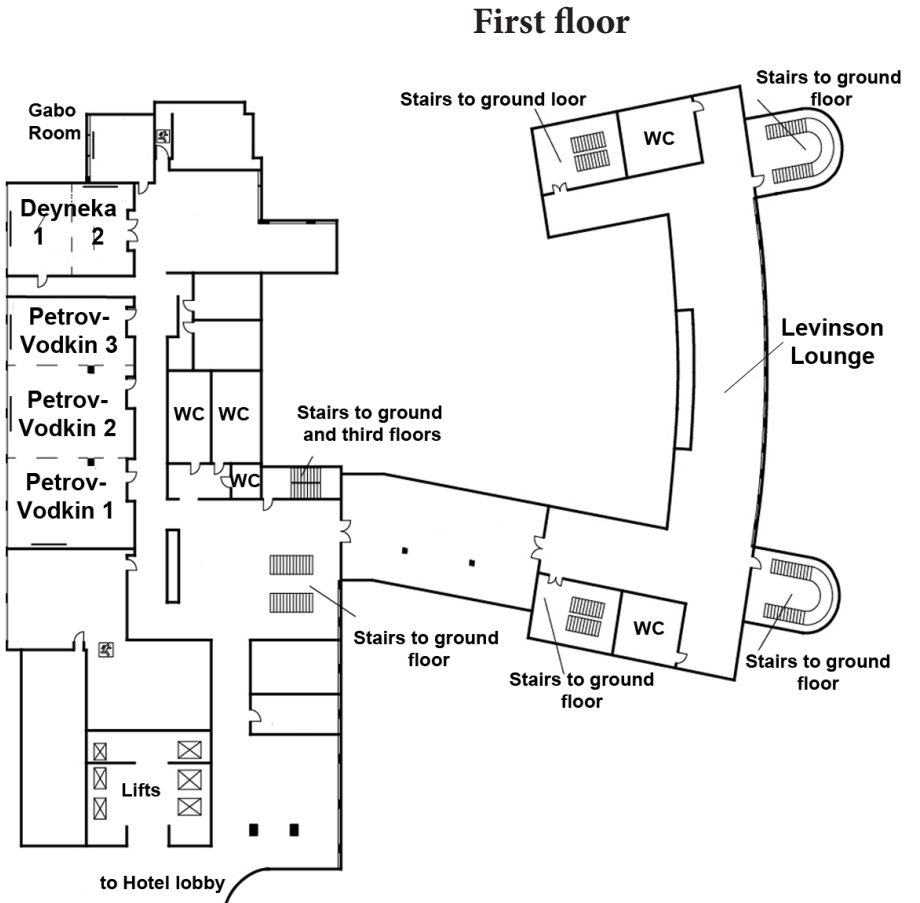 First floor
Stairs to ground
floor
Stairs to ground loor
Gabo
Room
WC
Deyneka
1 2
Petrov-
Vodkin 3
Levinson
Lounge
Petrov-
Vodkin 2
WC WC
Stairs to ground
and third floors
Petrov-
Vodkin 1
WC
Stairs to ground
floor
WC
Stairs to ground
floor
Stairs to ground
floor
Lifts
to Hotel lobby